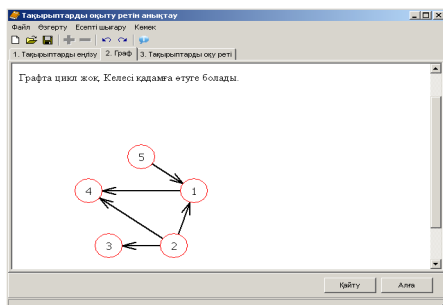 Тақырыптарды оқыту ретін анықтау
Файл Өзгерту Есепті шығару Көмек
1. Тақырыптарды енгізу 2. Граф 3. Тақырыптарды оқу реті
Графта цикл жоқ. Келесі қадамға өтуге болады.
5
4 1
3 2
Қайту Алға